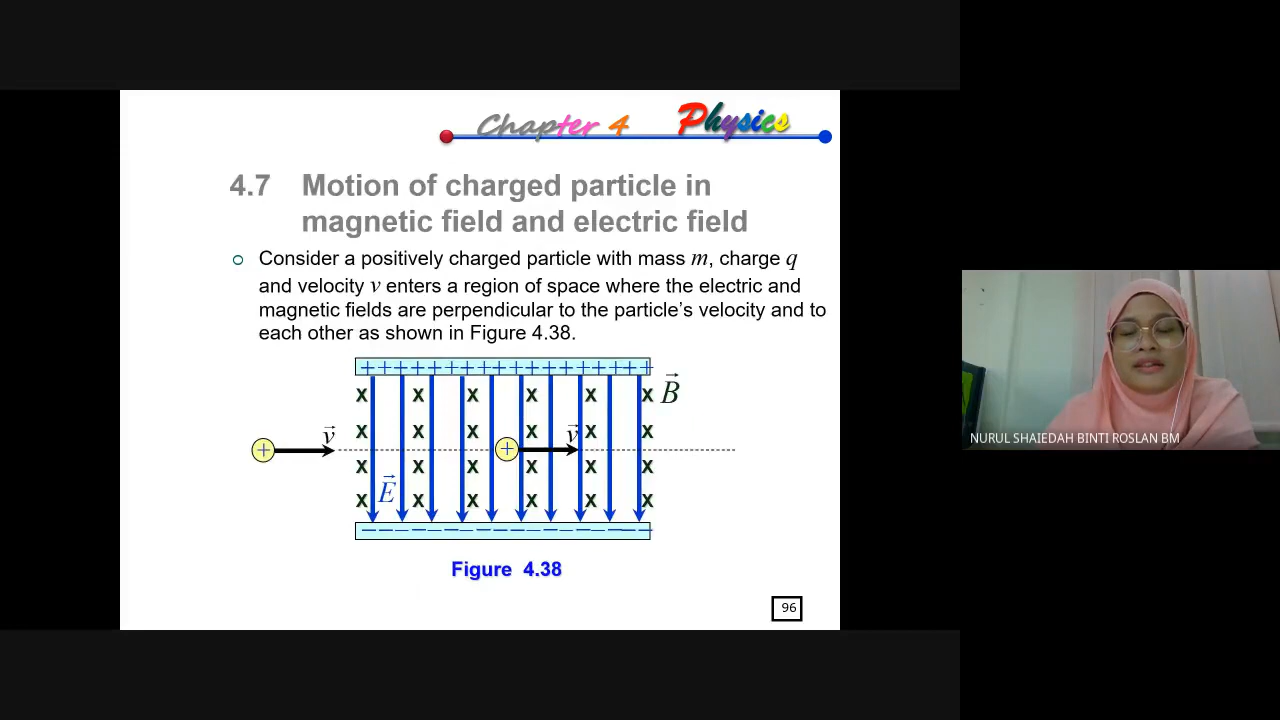 Chapter 4 Physics
4.7 Motion of charged particle in
magnetic field and electric field
Consider a positively charged particle with mass m, charge q
and velocity v enters a region of space where the electric and
magnetic fields are perpendicular to the particle's velocity and to
each other as shown in Figure 4.38.
+ + + + + + + + + + + + + + + + + +
X X X X X X B
X X X X X X
v + v
+
X X X X X X
E
X X X X X X
Figure 4.38
96
NURUL SHAIEDAH BINTI ROSLAN BM